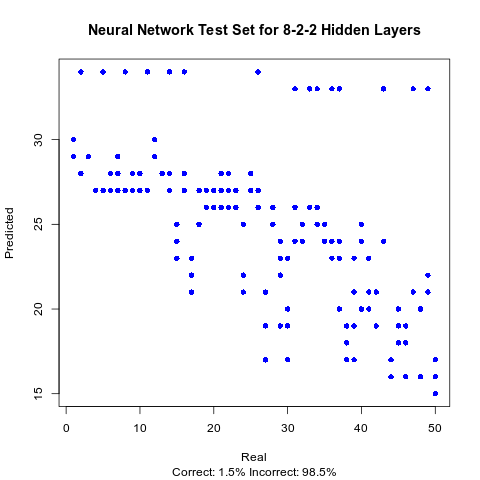 Neural Network Test Set for 8-2-2 Hidden Layers
Predicted
30
25
20
15
0 10 20 30 40 50
Real
Correct: 1.5% Incorrect: 98.5%